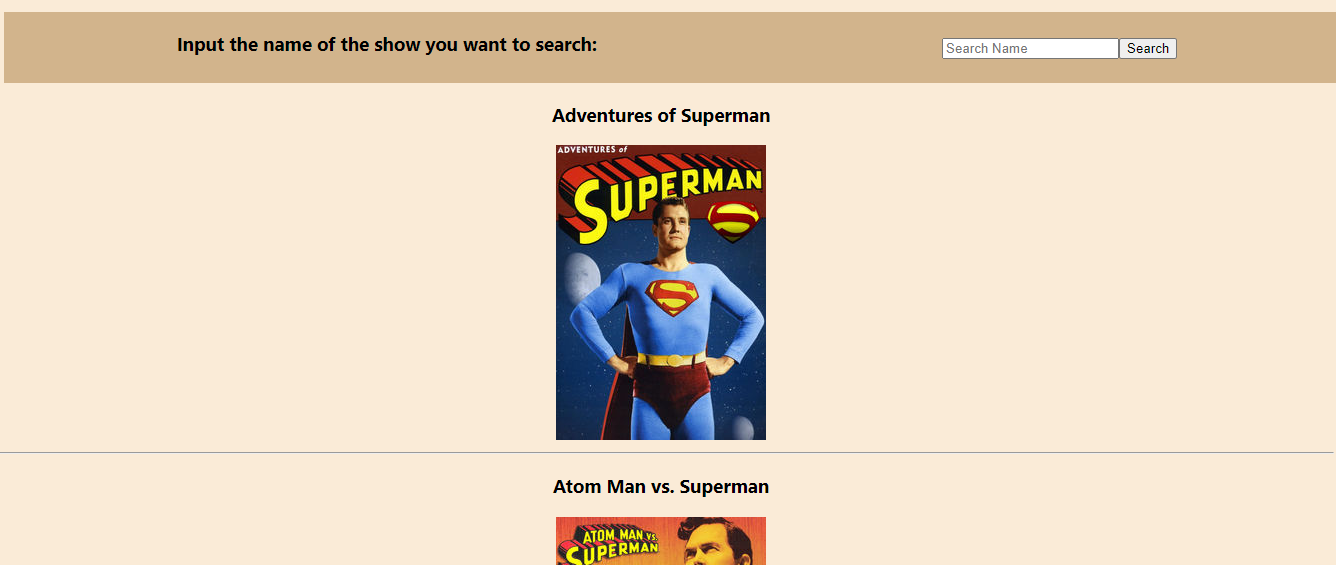 Input the name of the show you want to search:
Search Name Search
Adventures of Superman
ADVENTURES of
SUPERMAN
S
S
Atom Man vs. Superman
ATOM MAN VS.
SUPERMAN